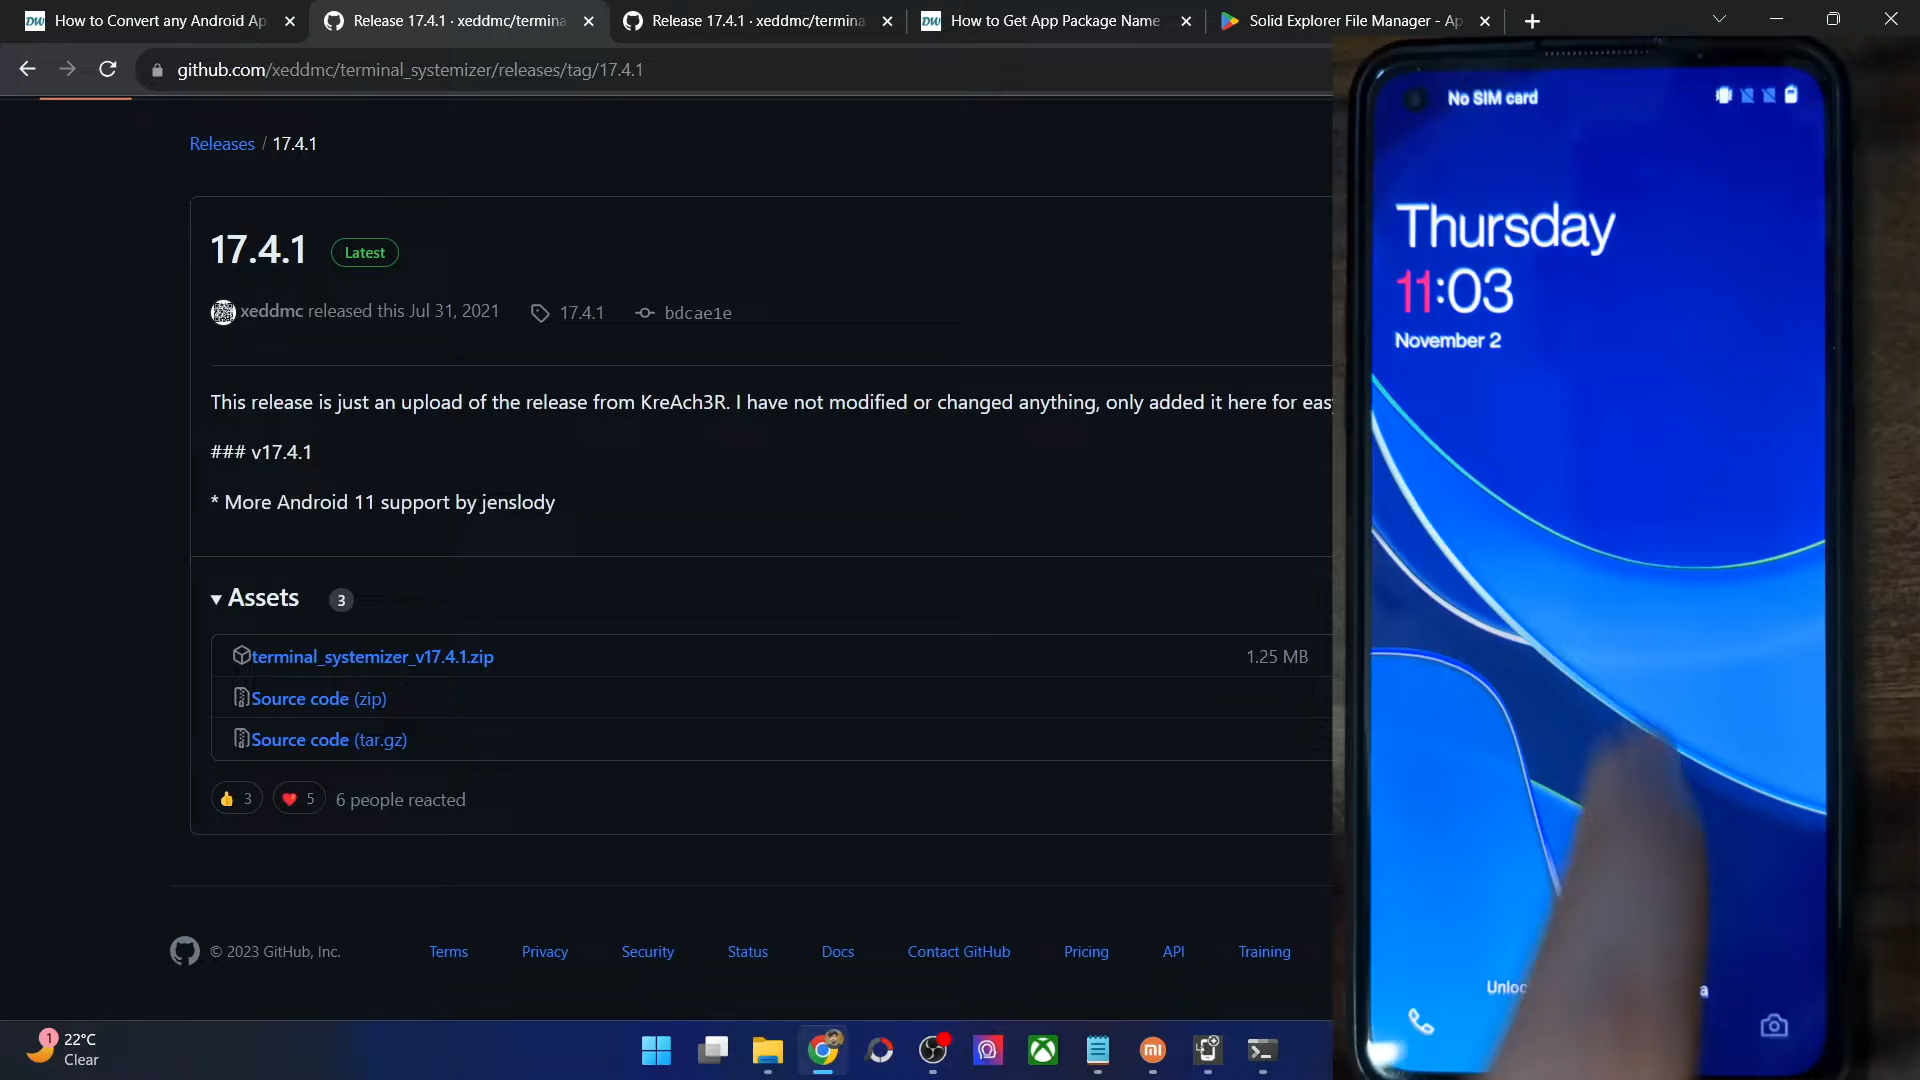 How to Convert any Android Ap
Release 17.4.1 · xeddmc/termina
Release 17.4.1 · xeddmc/termina
How to Get App Package Name
Solid Explorer File Manager - Ap
github.com/xeddmc/terminal_systemizer/releases/tag/17.4.1
Releases / 17.4.1
17.4.1 Latest
xeddmc released this Jul 31, 2021 17.4.1 bdcae1e
This release is just an upload of the release from KreAch3R. I have not modified or changed anything, only added it here for eas
### v17.4.1
* More Android 11 support by jenslody
Assets 3
terminal_systemizer_v17.4.1.zip 1.25 MB
Source code (zip)
Source code (tar.gz)
👍 3 ❤️ 5 6 people reacted
© 2023 GitHub, Inc. Terms Privacy Security Status Docs Contact GitHub Pricing API Training
1 22°C
Clear
DW
DW
mi
No SIM card
Thursday
11:03
November 2
Unloc
a